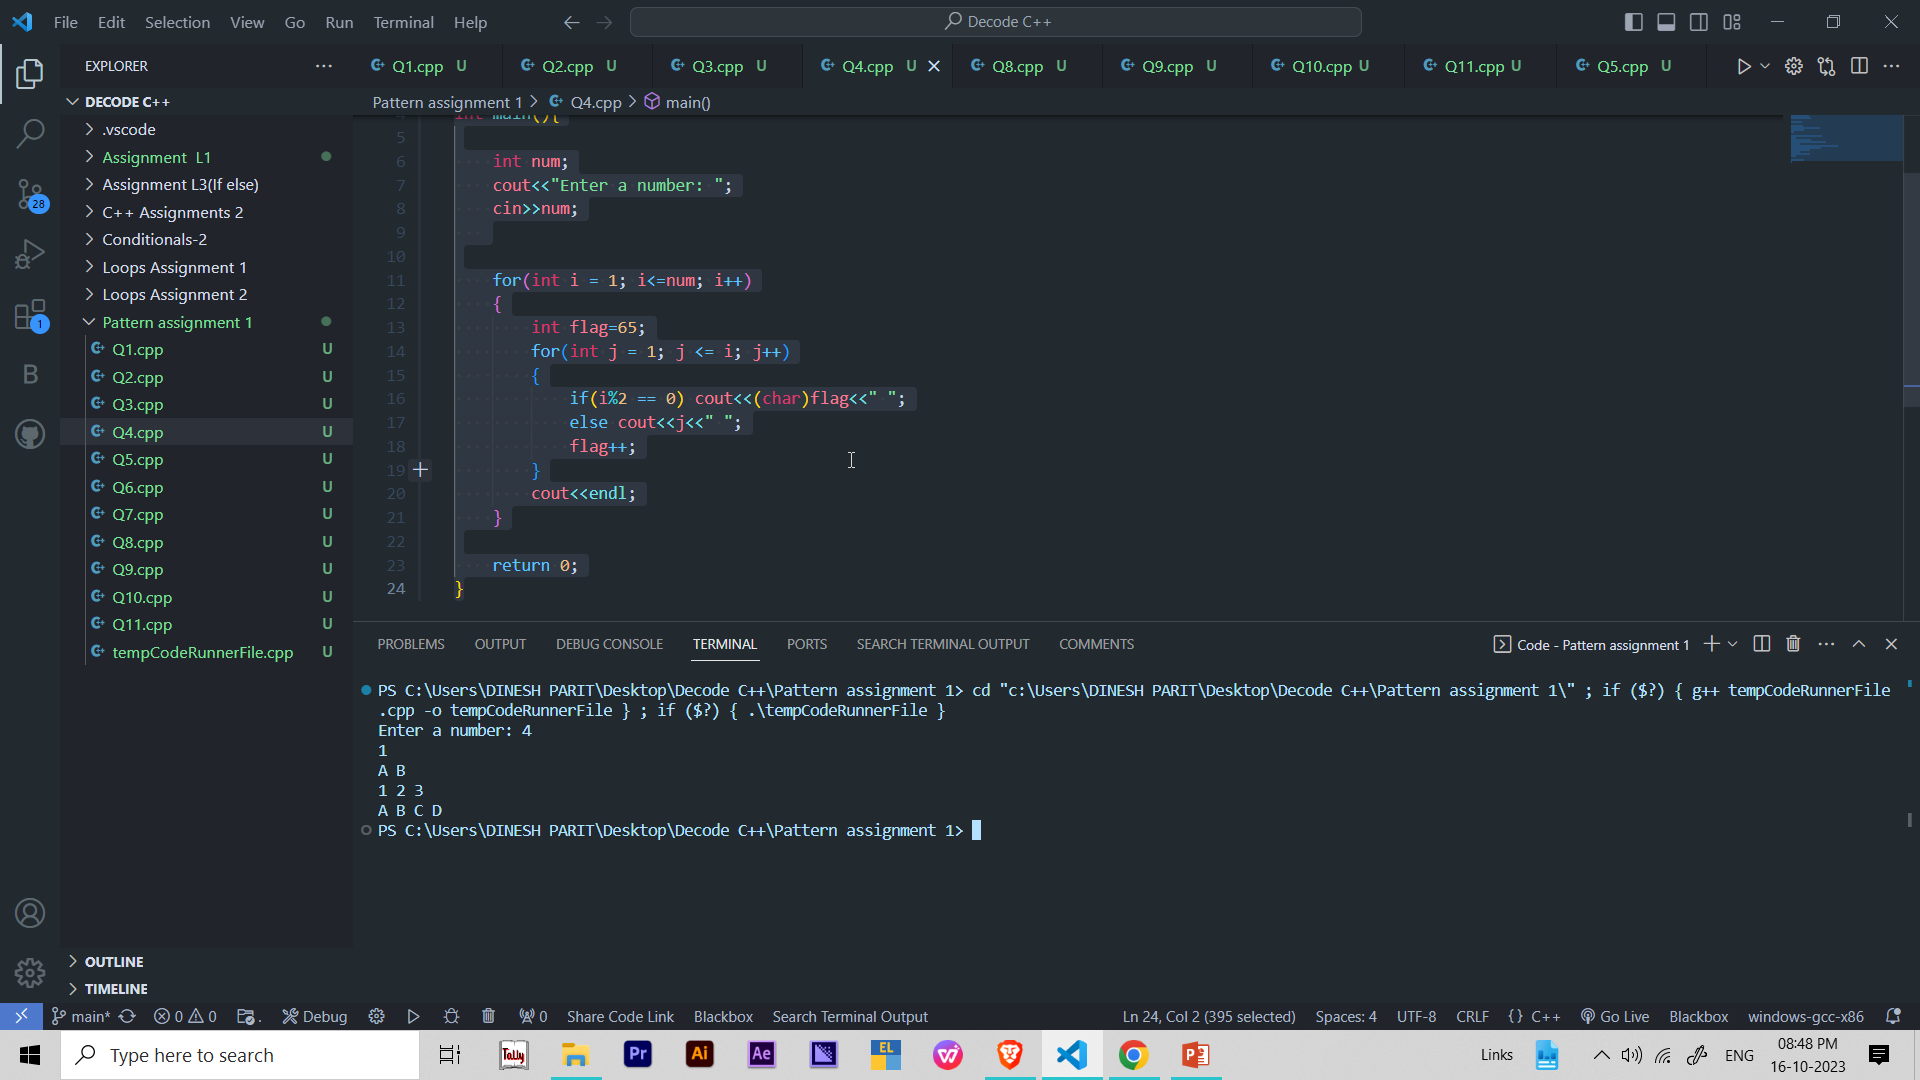 File Edit Selection View Go Run Terminal Help
Decode C++
EXPLORER
Q1.cpp U Q2.cpp U Q3.cpp U Q4.cpp U Q8.cpp U Q9.cpp U Q10.cpp U Q11.cpp U Q5.cpp U
DECODE C++
Pattern assignment 1 > Q4.cpp > main()
.vscode
Assignment L1
Assignment L3(If else)
C++ Assignments 2
Conditionals-2
Loops Assignment 1
Loops Assignment 2
Pattern assignment 1
Q1.cpp U
Q2.cpp U
Q3.cpp U
Q4.cpp U
Q5.cpp U
Q6.cpp U
Q7.cpp U
Q8.cpp U
Q9.cpp U
Q10.cpp U
Q11.cpp U
tempCodeRunnerFile.cpp U
OUTLINE
TIMELINE
28
1
B
4 int main(){
5
6 int num;
7 cout<<"Enter a number: ";
8 cin>>num;
9
10
11 for(int i = 1; i<=num; i++)
12 {
13 int flag=65;
14 for(int j = 1; j <= i; j++)
15 {
16 if(i%2 == 0) cout<<(char)flag<<" ";
17 else cout<<j<<" ";
18 flag++;
19 }
20 cout<<endl;
21 }
22
23 return 0;
24 }
PROBLEMS OUTPUT DEBUG CONSOLE TERMINAL PORTS SEARCH TERMINAL OUTPUT COMMENTS
Code - Pattern assignment 1
PS C:\Users\DINESH PARIT\Desktop\Decode C++\Pattern assignment 1> cd "c:\Users\DINESH PARIT\Desktop\Decode C++\Pattern assignment 1\" ; if ($?) { g++ tempCodeRunnerFile
.cpp -o tempCodeRunnerFile } ; if ($?) { .\tempCodeRunnerFile }
Enter a number: 4
1
A B
1 2 3
A B C D
PS C:\Users\DINESH PARIT\Desktop\Decode C++\Pattern assignment 1>
main* 0 0 . Debug 0 Share Code Link Blackbox Search Terminal Output
Ln 24, Col 2 (395 selected) Spaces: 4 UTF-8 CRLF {} C++ Go Live Blackbox windows-gcc-x86
Type here to search
Tally Pr Ai Ae EL
Links ENG
08:48 PM
16-10-2023